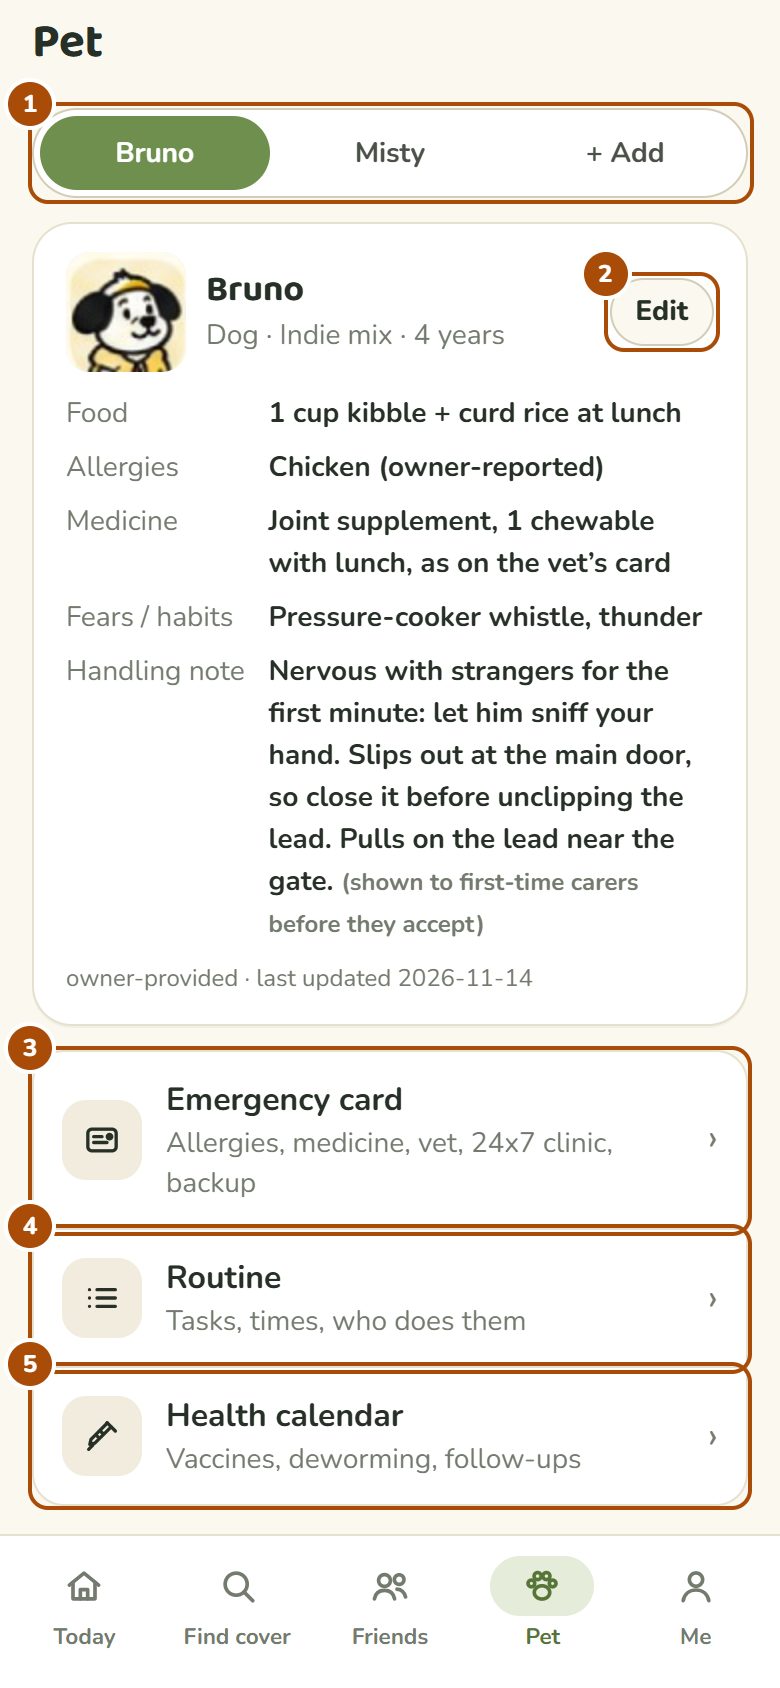 Pet
1
Bruno
Misty
+ Add
Bruno
Dog · Indie mix · 4 years
2
Edit
Food
1 cup kibble + curd rice at lunch
Allergies
Chicken (owner-reported)
Medicine
Joint supplement, 1 chewable
with lunch, as on the vet’s card
Fears / habits
Pressure-cooker whistle, thunder
Handling note
Nervous with strangers for the
first minute: let him sniff your
hand. Slips out at the main door,
so close it before unclipping the
lead. Pulls on the lead near the
gate. (shown to first-time carers
before they accept)
owner-provided · last updated 2026-11-14
3
Emergency card
Allergies, medicine, vet, 24x7 clinic,
backup
›
4
Routine
Tasks, times, who does them
›
5
Health calendar
Vaccines, deworming, follow-ups
›
Today
Find cover
Friends
Pet
Me